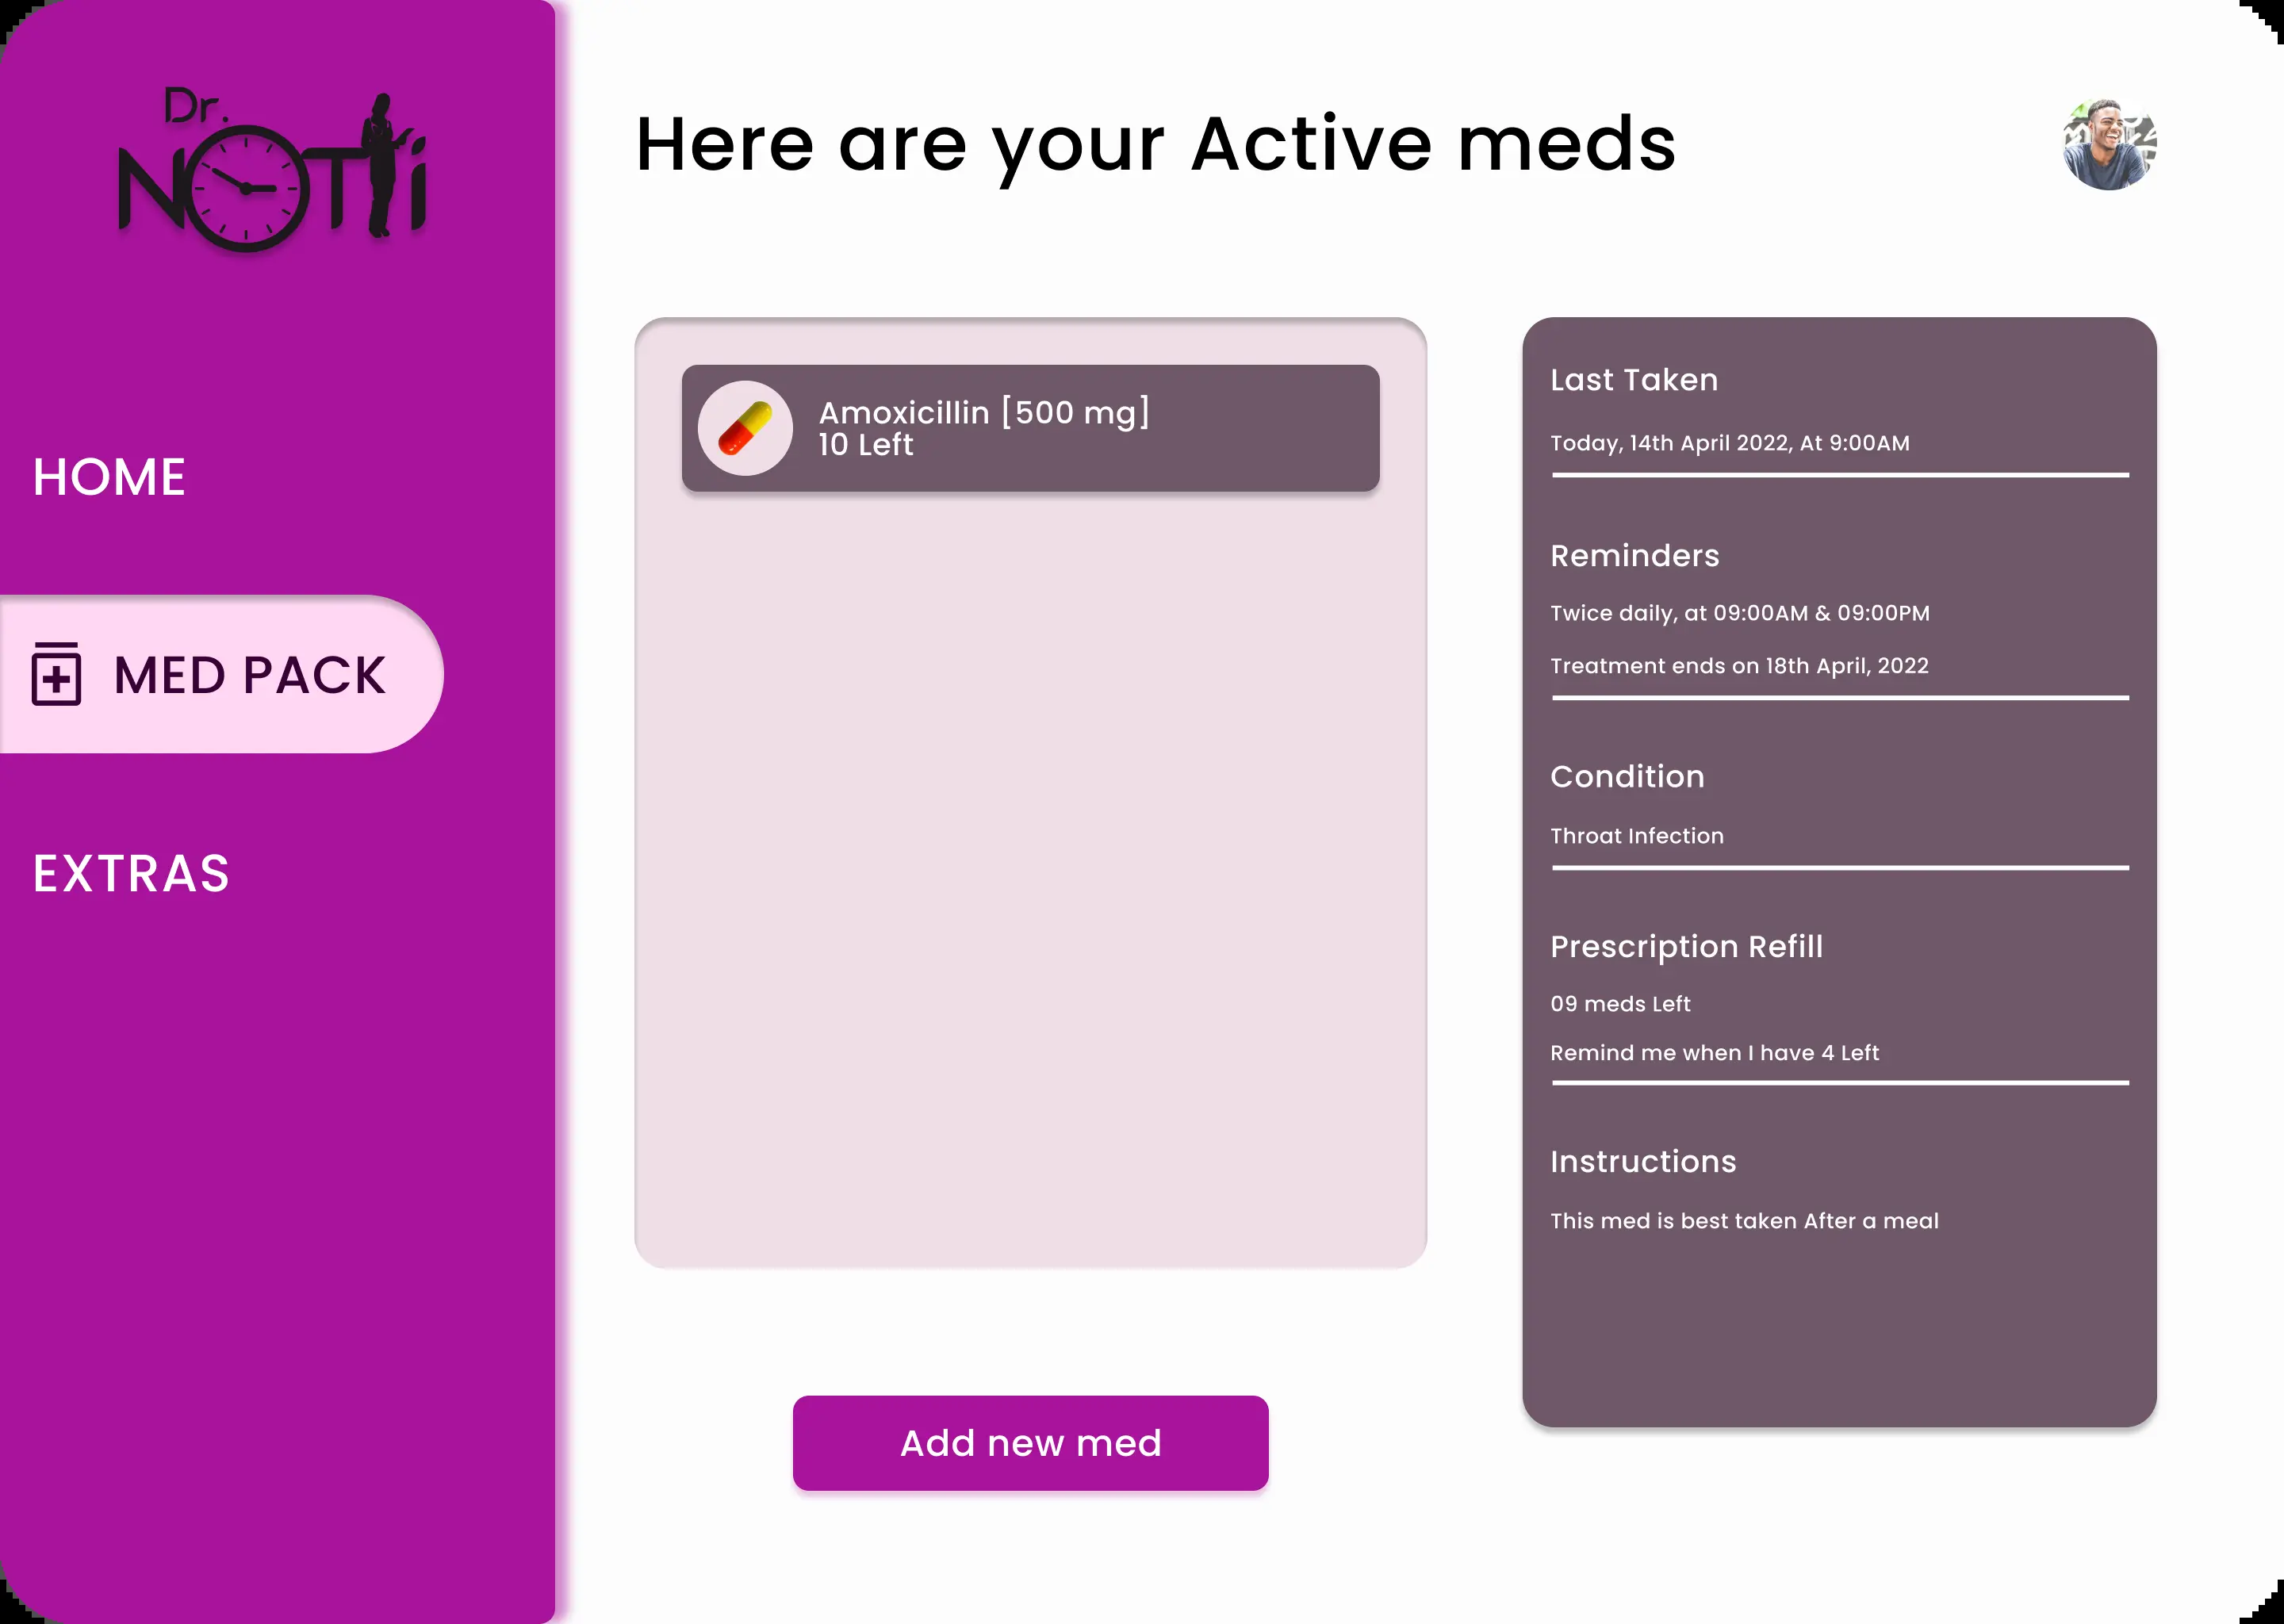 Dr.
NOTii
Here are your Active meds
HOME
MED PACK
EXTRAS
Amoxicillin [500 mg]
10 Left
Add new med
Last Taken
Today, 14th April 2022, At 9:00AM
Reminders
Twice daily, at 09:00AM & 09:00PM
Treatment ends on 18th April, 2022
Condition
Throat Infection
Prescription Refill
09 meds Left
Remind me when I have 4 Left
Instructions
This med is best taken After a meal